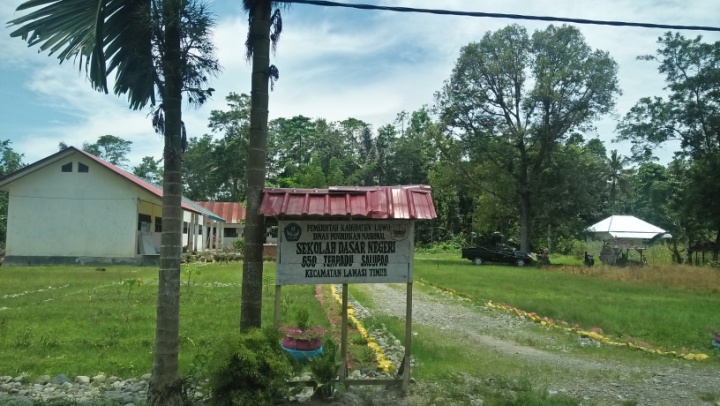 PEMERINTAH KABUPATEN LUWU
DINAS PENDIDIKAN NASIONAL
SEKOLAH DASAR NEGERI
650 TERPADU SALUPAO
KECAMATAN LAMASI TIMUR